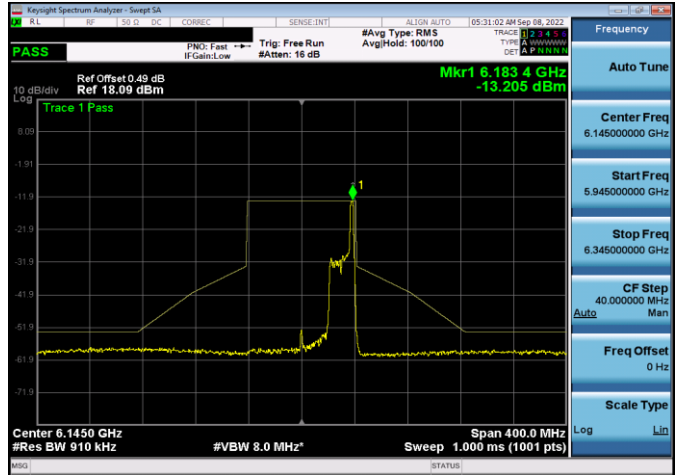 Keysight Spectrum Analyzer - Swept SA
RL RF 50 Ω DC CORREC SENSE:INT ALIGN AUTO 05:31:02 AM Sep 08, 2022
PASS
PNO: Fast
IFGain:Low
Trig: Free Run
#Atten: 16 dB
#Avg Type: RMS
Avg|Hold: 100/100
TRACE 1 2 3 4 5 6
TYPE A WWWWW
DET A P N N N N
Frequency
Ref Offset 0.49 dB
10 dB/div Ref 18.09 dBm
Log
Mkr1 6.183 4 GHz
-13.205 dBm
Trace 1 Pass
1
8.09
-1.91
-11.9
-21.9
-31.9
-41.9
-51.9
-61.9
-71.9
Center 6.1450 GHz
#Res BW 910 kHz
#VBW 8.0 MHz*
Span 400.0 MHz
Sweep 1.000 ms (1001 pts)
Auto Tune
Center Freq
6.145000000 GHz
Start Freq
5.945000000 GHz
Stop Freq
6.345000000 GHz
CF Step
40.000000 MHz
Auto Man
Freq Offset
0 Hz
Scale Type
Log Lin
MSG STATUS